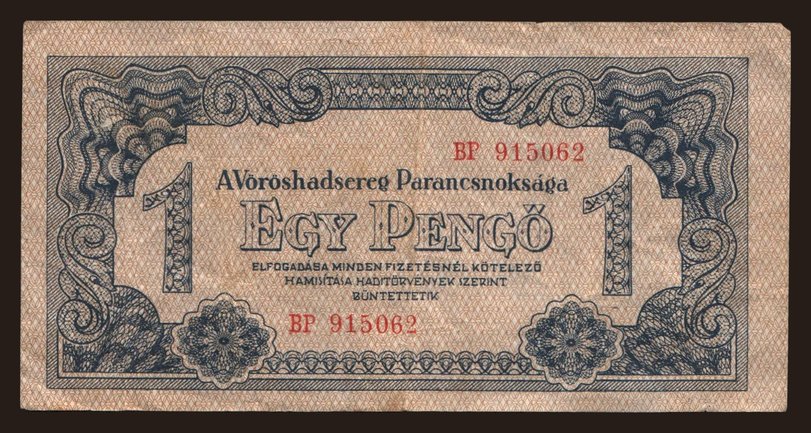 BP 915062
A Vöröshadsereg Parancsnoksága
1 EGY PENGŐ 1
ELFOGADÁSA MINDEN FIZETÉSNÉL KÖTELEZŐ
HAMISÍTÁSA HADITÖRVÉNYEK SZERINT
BÜNTETTETIK
BP 915062